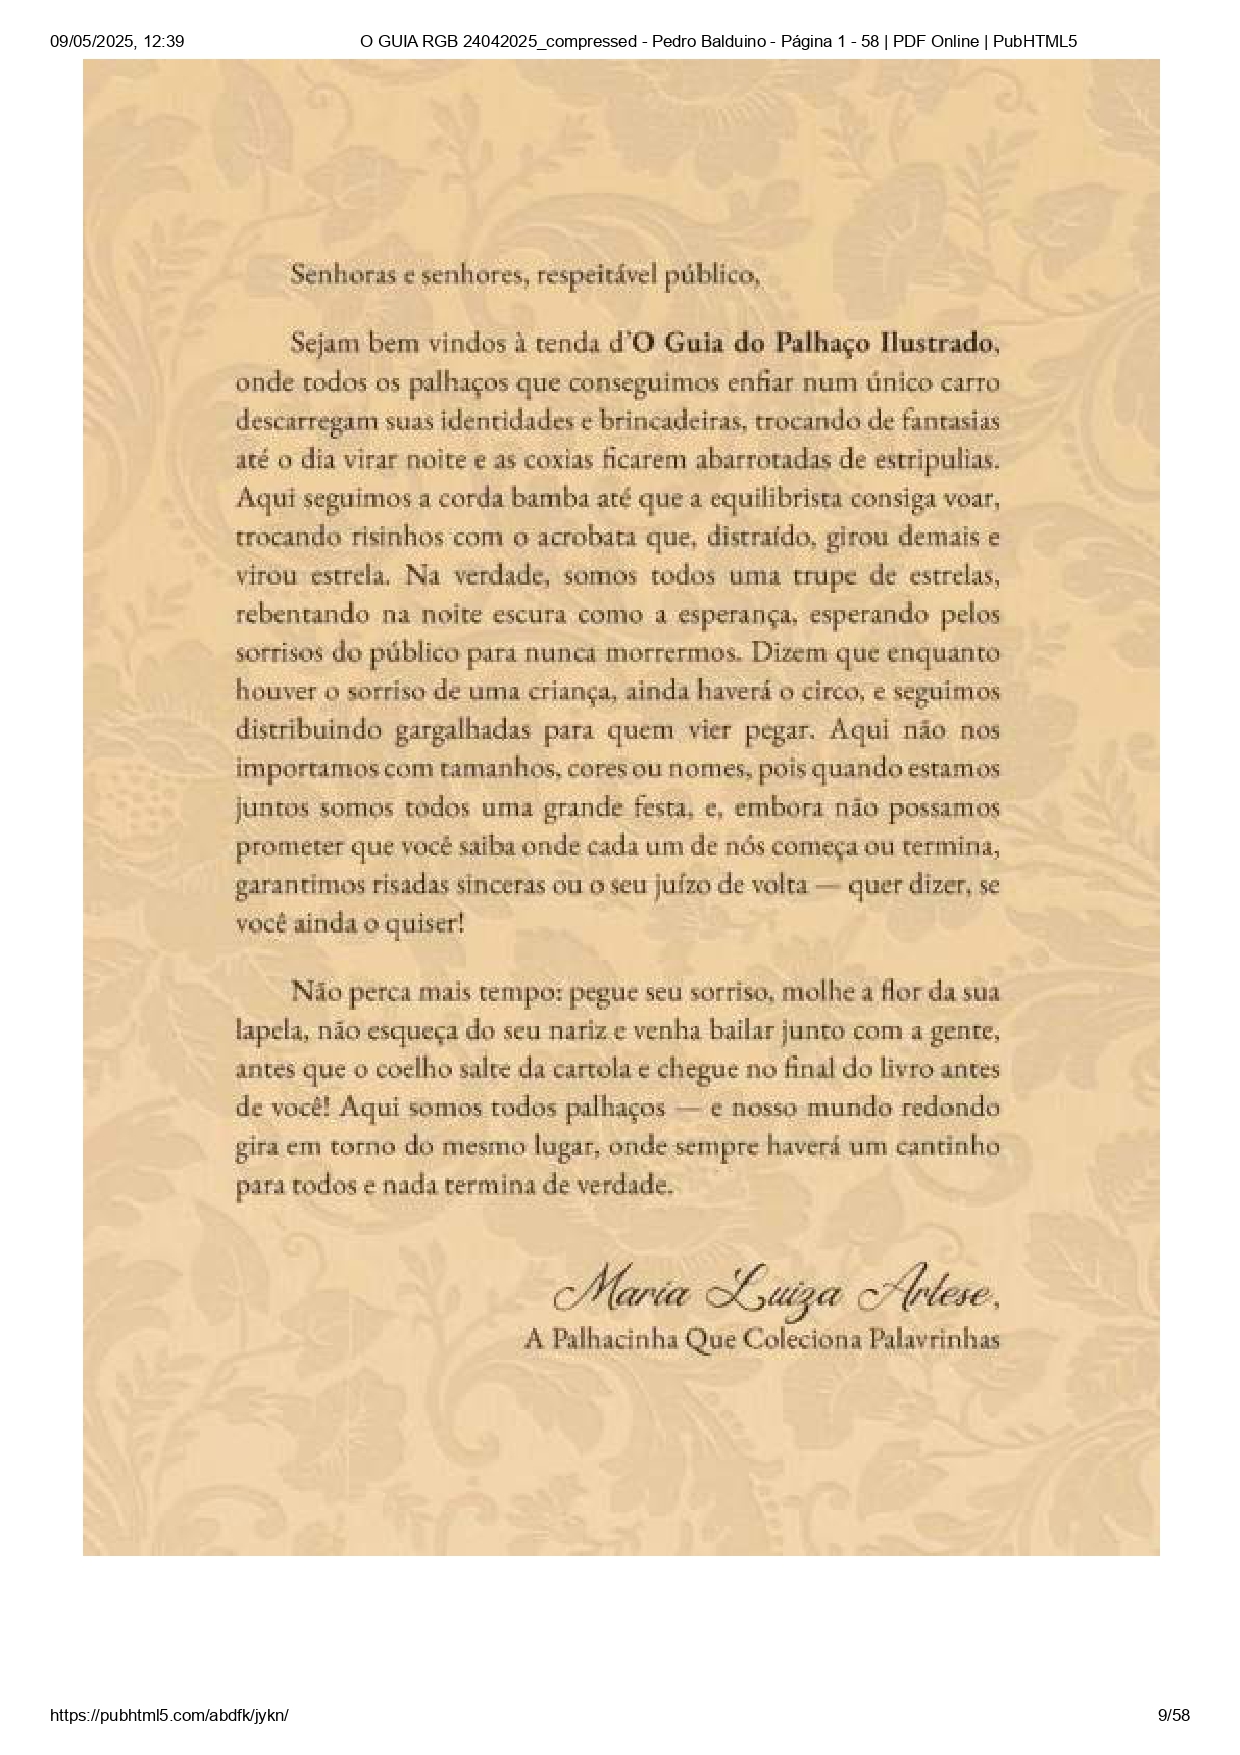 09/05/2025, 12:39 O GUIA RGB 24042025_compressed - Pedro Balduino - Página 1 - 58 | PDF Online | PubHTML5
Senhoras e senhores, respeitável público,
Sejam bem vindos à tenda d’O Guia do Palhaço Ilustrado,
onde todos os palhaços que conseguimos enfiar num único carro
descarregam suas identidades e brincadeiras, trocando de fantasias
até o dia virar noite e as coxias ficarem abarrotadas de estripulias.
Aqui seguimos a corda bamba até que a equilibrista consiga voar,
trocando risinhos com o acrobata que, distraído, girou demais e
virou estrela. Na verdade, somos todos uma trupe de estrelas,
rebentando na noite escura como a esperança, esperando pelos
sorrisos do público para nunca morrermos. Dizem que enquanto
houver o sorriso de uma criança, ainda haverá o circo, e seguimos
distribuindo gargalhadas para quem vier pegar. Aqui não nos
importamos com tamanhos, cores ou nomes, pois quando estamos
juntos somos todos uma grande festa, e, embora não possamos
prometer que você saiba onde cada um de nós começa ou termina,
garantimos risadas sinceras ou o seu juízo de volta — quer dizer, se
você ainda o quiser!
Não perca mais tempo: pegue seu sorriso, molhe a flor da sua
lapela, não esqueça do seu nariz e venha bailar junto com a gente,
antes que o coelho salte da cartola e chegue no final do livro antes
de você! Aqui somos todos palhaços — e nosso mundo redondo
gira em torno do mesmo lugar, onde sempre haverá um cantinho
para todos e nada termina de verdade.
Maria Luiza Artese,
A Palhacinha Que Coleciona Palavrinhas
https://pubhtml5.com/abdfk/jykn/ 9/58